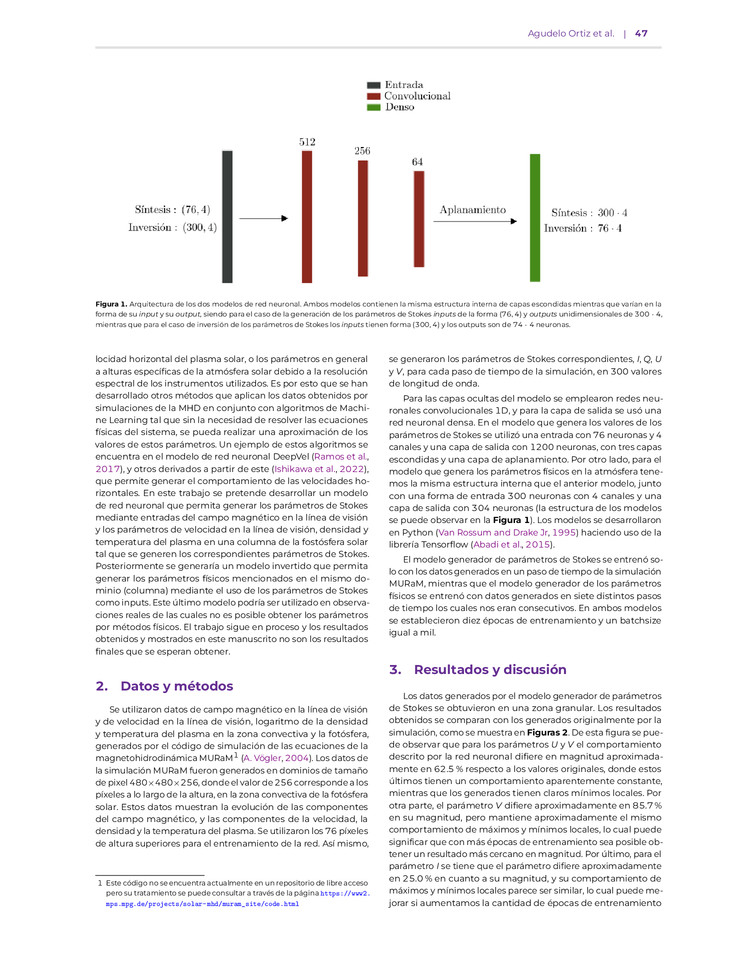 Agudelo Ortiz et al. | 47
Entrada
Convolucional
Denso
512
256
64
Síntesis : (76, 4)
Inversión : (300, 4)
Aplanamiento
Síntesis : 300 · 4
Inversión : 76 · 4
Figura 1. Arquitectura de los dos modelos de red neuronal. Ambos modelos contienen la misma estructura interna de capas escondidas mientras que varían en la
forma de su input y su output, siendo para el caso de la generación de los parámetros de Stokes inputs de la forma (76, 4) y outputs unidimensionales de 300 · 4,
mientras que para el caso de inversión de los parámetros de Stokes los inputs tienen forma (300, 4) y los outputs son de 74 · 4 neuronas.
locidad horizontal del plasma solar, o los parámetros en general
a alturas específicas de la atmósfera solar debido a la resolución
espectral de los instrumentos utilizados. Es por esto que se han
desarrollado otros métodos que aplican los datos obtenidos por
simulaciones de la MHD en conjunto con algoritmos de Machi-
ne Learning tal que sin la necesidad de resolver las ecuaciones
físicas del sistema, se pueda realizar una aproximación de los
valores de estos parámetros. Un ejemplo de estos algoritmos se
encuentra en el modelo de red neuronal DeepVel (Ramos et al.,
2017), y otros derivados a partir de este (Ishikawa et al., 2022),
que permite generar el comportamiento de las velocidades ho-
rizontales. En este trabajo se pretende desarrollar un modelo
de red neuronal que permita generar los parámetros de Stokes
mediante entradas del campo magnético en la línea de visión
y los parámetros de velocidad en la línea de visión, densidad y
temperatura del plasma en una columna de la fostósfera solar
tal que se generen los correspondientes parámetros de Stokes.
Posteriormente se generaría un modelo invertido que permita
generar los parámetros físicos mencionados en el mismo do-
minio (columna) mediante el uso de los parámetros de Stokes
como inputs. Este último modelo podría ser utilizado en observa-
ciones reales de las cuales no es posible obtener los parámetros
por métodos físicos. El trabajo sigue en proceso y los resultados
obtenidos y mostrados en este manuscrito no son los resultados
finales que se esperan obtener.
2. Datos y métodos
Se utilizaron datos de campo magnético en la línea de visión
y de velocidad en la línea de visión, logaritmo de la densidad
y temperatura del plasma en la zona convectiva y la fotósfera,
generados por el código de simulación de las ecuaciones de la
magnetohidrodinámica MURaM1 (A. Vögler, 2004). Los datos de
la simulación MURaM fueron generados en dominios de tamaño
de pixel 480×480×256, donde el valor de 256 corresponde a los
píxeles a lo largo de la altura, en la zona convectiva de la fotósfera
solar. Estos datos muestran la evolución de las componentes
del campo magnético, y las componentes de la velocidad, la
densidad y la temperatura del plasma. Se utilizaron los 76 píxeles
de altura superiores para el entrenamiento de la red. Así mismo,
1 Este código no se encuentra actualmente en un repositorio de libre acceso
pero su tratamiento se puede consultar a través de la página https://www2.
mps.mpg.de/projects/solar-mhd/muram_site/code.html
se generaron los parámetros de Stokes correspondientes, I, Q, U
y V, para cada paso de tiempo de la simulación, en 300 valores
de longitud de onda.
Para las capas ocultas del modelo se emplearon redes neu-
ronales convolucionales 1D, y para la capa de salida se usó una
red neuronal densa. En el modelo que genera los valores de los
parámetros de Stokes se utilizó una entrada con 76 neuronas y 4
canales y una capa de salida con 1200 neuronas, con tres capas
escondidas y una capa de aplanamiento. Por otro lado, para el
modelo que genera los parámetros físicos en la atmósfera tene-
mos la misma estructura interna que el anterior modelo, junto
con una forma de entrada 300 neuronas con 4 canales y una
capa de salida con 304 neuronas (la estructura de los modelos
se puede observar en la Figura 1). Los modelos se desarrollaron
en Python (Van Rossum and Drake Jr, 1995) haciendo uso de la
librería Tensorflow (Abadi et al., 2015).
El modelo generador de parámetros de Stokes se entrenó so-
lo con los datos generados en un paso de tiempo de la simulación
MURaM, mientras que el modelo generador de los parámetros
físicos se entrenó con datos generados en siete distintos pasos
de tiempo los cuales no eran consecutivos. En ambos modelos
se establecieron diez épocas de entrenamiento y un batchsize
igual a mil.
3. Resultados y discusión
Los datos generados por el modelo generador de parámetros
de Stokes se obtuvieron en una zona granular. Los resultados
obtenidos se comparan con los generados originalmente por la
simulación, como se muestra en Figuras 2. De esta figura se pue-
de observar que para los parámetros U y V el comportamiento
descrito por la red neuronal difiere en magnitud aproximada-
mente en 62.5 % respecto a los valores originales, donde estos
últimos tienen un comportamiento aparentemente constante,
mientras que los generados tienen claros mínimos locales. Por
otra parte, el parámetro V difiere aproximadamente en 85.7 %
en su magnitud, pero mantiene aproximadamente el mismo
comportamiento de máximos y mínimos locales, lo cual puede
significar que con más épocas de entrenamiento sea posible ob-
tener un resultado más cercano en magnitud. Por último, para el
parámetro I se tiene que el parámetro difiere aproximadamente
en 25.0 % en cuanto a su magnitud, y su comportamiento de
máximos y mínimos locales parece ser similar, lo cual puede me-
jorar si aumentamos la cantidad de épocas de entrenamiento